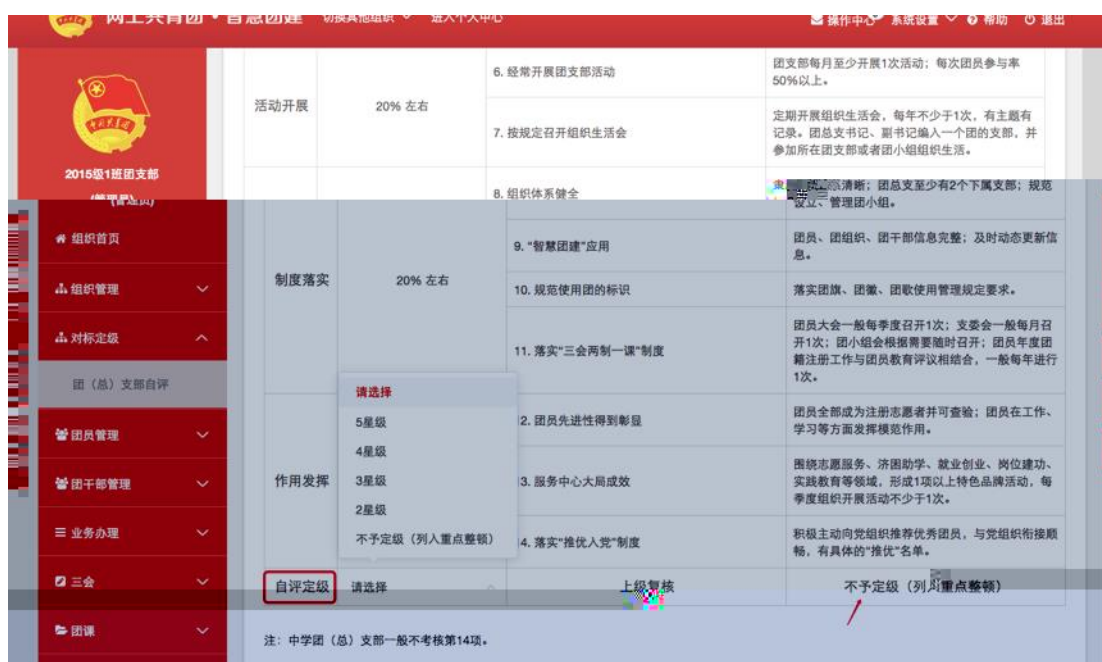 网上共青团·智慧团建 切换其他组织 进入个人中心 操作中心 系统设置 帮助 退出
2015级1班团支部
(管理员)
组织首页
组织管理
对标定级
团（总）支部自评
团员管理
团干部管理
业务办理
三会
团课
活动开展
20% 左右
6. 经常开展团支部活动
团支部每月至少开展1次活动；每次团员参与率
50%以上。
7. 按规定召开组织生活会
定期开展组织生活会，每年不少于1次，有主题有
记录。团总支书记、副书记编入一个团的支部，并
参加所在团支部或者团小组组织生活。
8. 组织体系健全
清晰；团总支至少有2个下属支部；规范
设立、管理团小组。
制度落实
20% 左右
9. “智慧团建”应用
团员、团组织、团干部信息完整；及时动态更新信
息。
10. 规范使用团的标识
落实团旗、团徽、团歌使用管理规定要求。
11. 落实“三会两制一课”制度
团员大会一般每季度召开1次；支委会一般每月召
开1次；团小组会根据需要随时召开；团员年度团
籍注册工作与团员教育评议相结合，一般每年进行
1次。
作用发挥
请选择
5星级
4星级
3星级
2星级
不予定级（列入重点整顿）
2. 团员先进性得到彰显
团员全部成为注册志愿者并可查验；团员在工作、
学习等方面发挥模范作用。
3. 服务中心大局成效
围绕志愿服务、济困助学、就业创业、岗位建功、
实践教育等领域，形成1项以上特色品牌活动，每
季度组织开展活动不少于1次。
4. 落实“推优入党”制度
积极主动向党组织推荐优秀团员，与党组织衔接顺
畅，有具体的“推优”名单。
自评定级
请选择
上级复核
不予定级（列入重点整顿）
注：中学团（总）支部一般不考核第14项。